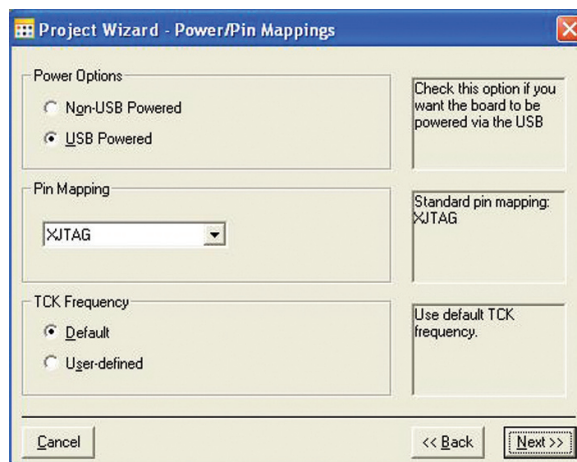 Project Wizard - Power/Pin Mappings
Power Options
Non-USB Powered
USB Powered
Check this option if you
want the board to be
powered via the USB
Pin Mapping
XJTAG
Standard pin mapping:
XJTAG
TCK Frequency
Default
User-defined
Use default TCK
frequency.
Cancel
<< Back
Next >>